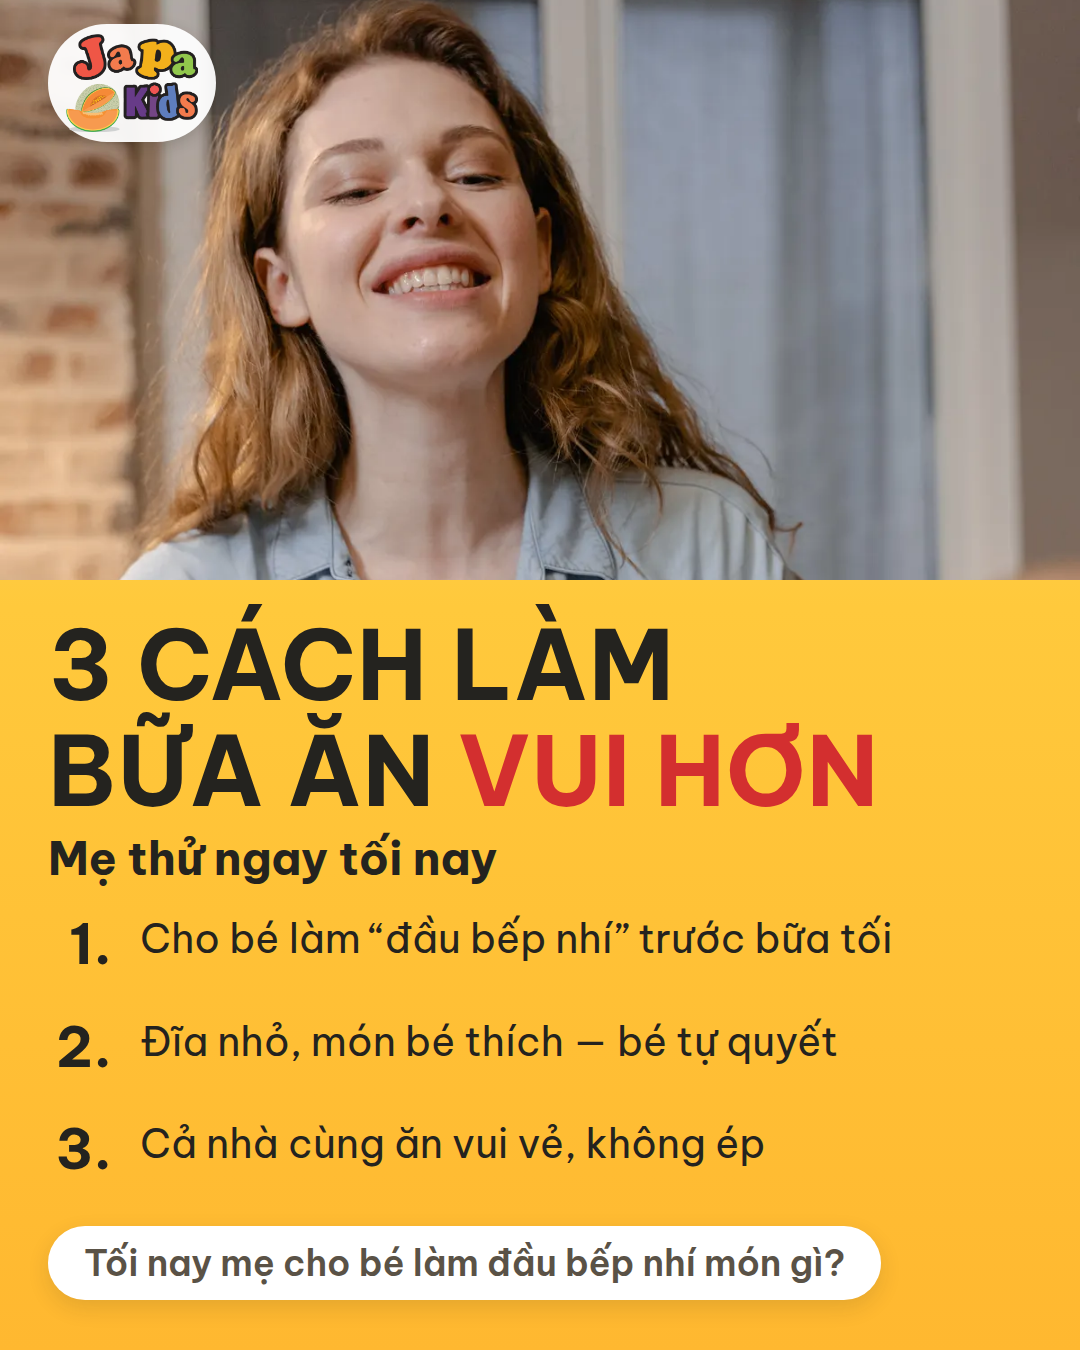 Japa
Kids
3 CÁCH LÀM
BỮA ĂN VUI HƠN
Mẹ thử ngay tối nay
1. Cho bé làm “đầu bếp nhí” trước bữa tối
2. Đĩa nhỏ, món bé thích — bé tự quyết
3. Cả nhà cùng ăn vui vẻ, không ép
Tối nay mẹ cho bé làm đầu bếp nhí món gì?